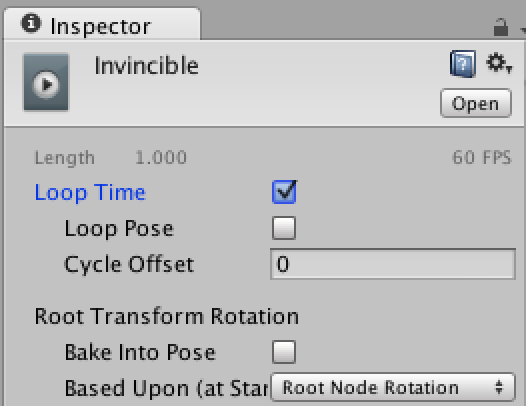 Inspector
Invincible
?
Open
Length 1.000 60 FPS
Loop Time
Loop Pose
Cycle Offset 0
Root Transform Rotation
Bake Into Pose
Based Upon (at Star Root Node Rotation